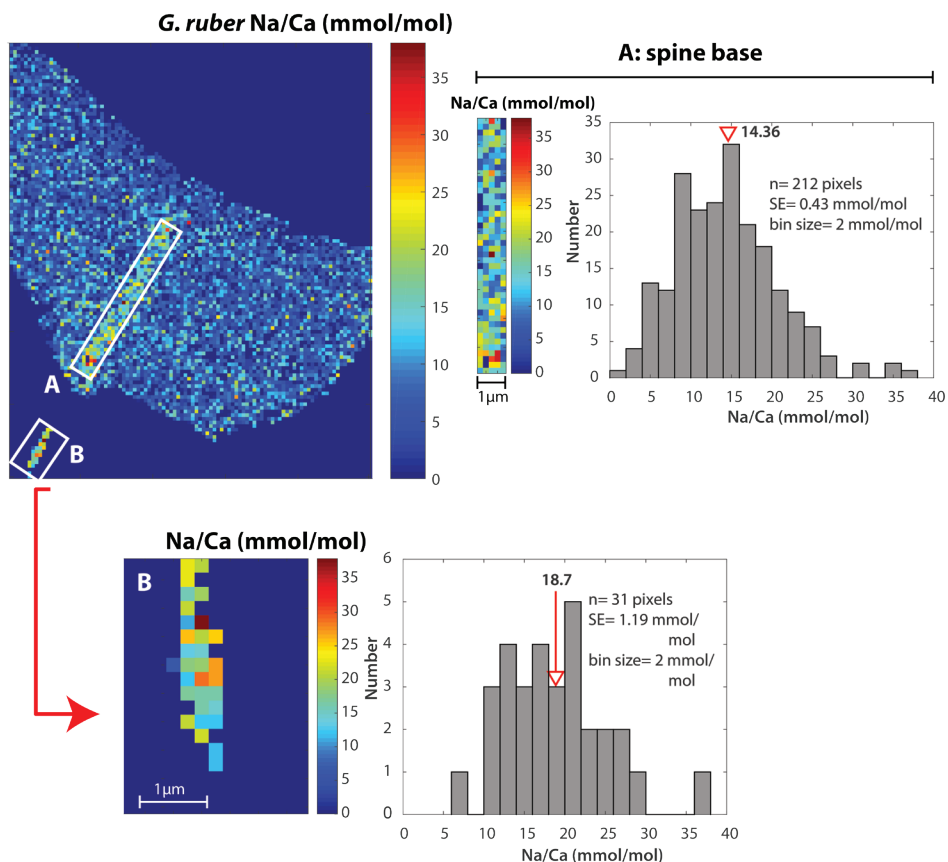 G. ruber Na/Ca (mmol/mol)
35
30
25
20
15
10
5
0
A
B
A: spine base
Na/Ca (mmol/mol)
35
30
25
20
15
10
5
0
1μm
35
30
25
20
15
10
5
0
Number
14.36
n= 212 pixels
SE= 0.43 mmol/mol
bin size= 2 mmol/mol
0 5 10 15 20 25 30 35 40
Na/Ca (mmol/mol)
Na/Ca (mmol/mol)
B
1μm
35
30
25
20
15
10
5
0
6
5
4
3
2
1
0
Number
18.7
n= 31 pixels
SE= 1.19 mmol/
mol
bin size= 2 mmol/
mol
0 5 10 15 20 25 30 35 40
Na/Ca (mmol/mol)